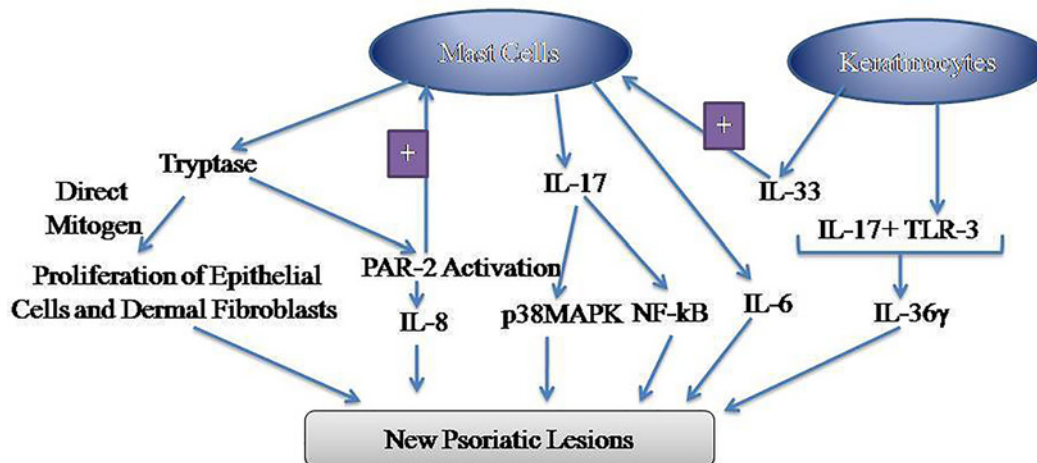 Mast Cells
Keratinocytes
+
+
Tryptase
IL-17
IL-33
Direct
Mitogen
IL-17+ TLR-3
Proliferation of Epithelial
Cells and Dermal Fibroblasts
PAR-2 Activation
IL-8
p38MAPK
NF-kB
IL-6
IL-36γ
New Psoriatic Lesions